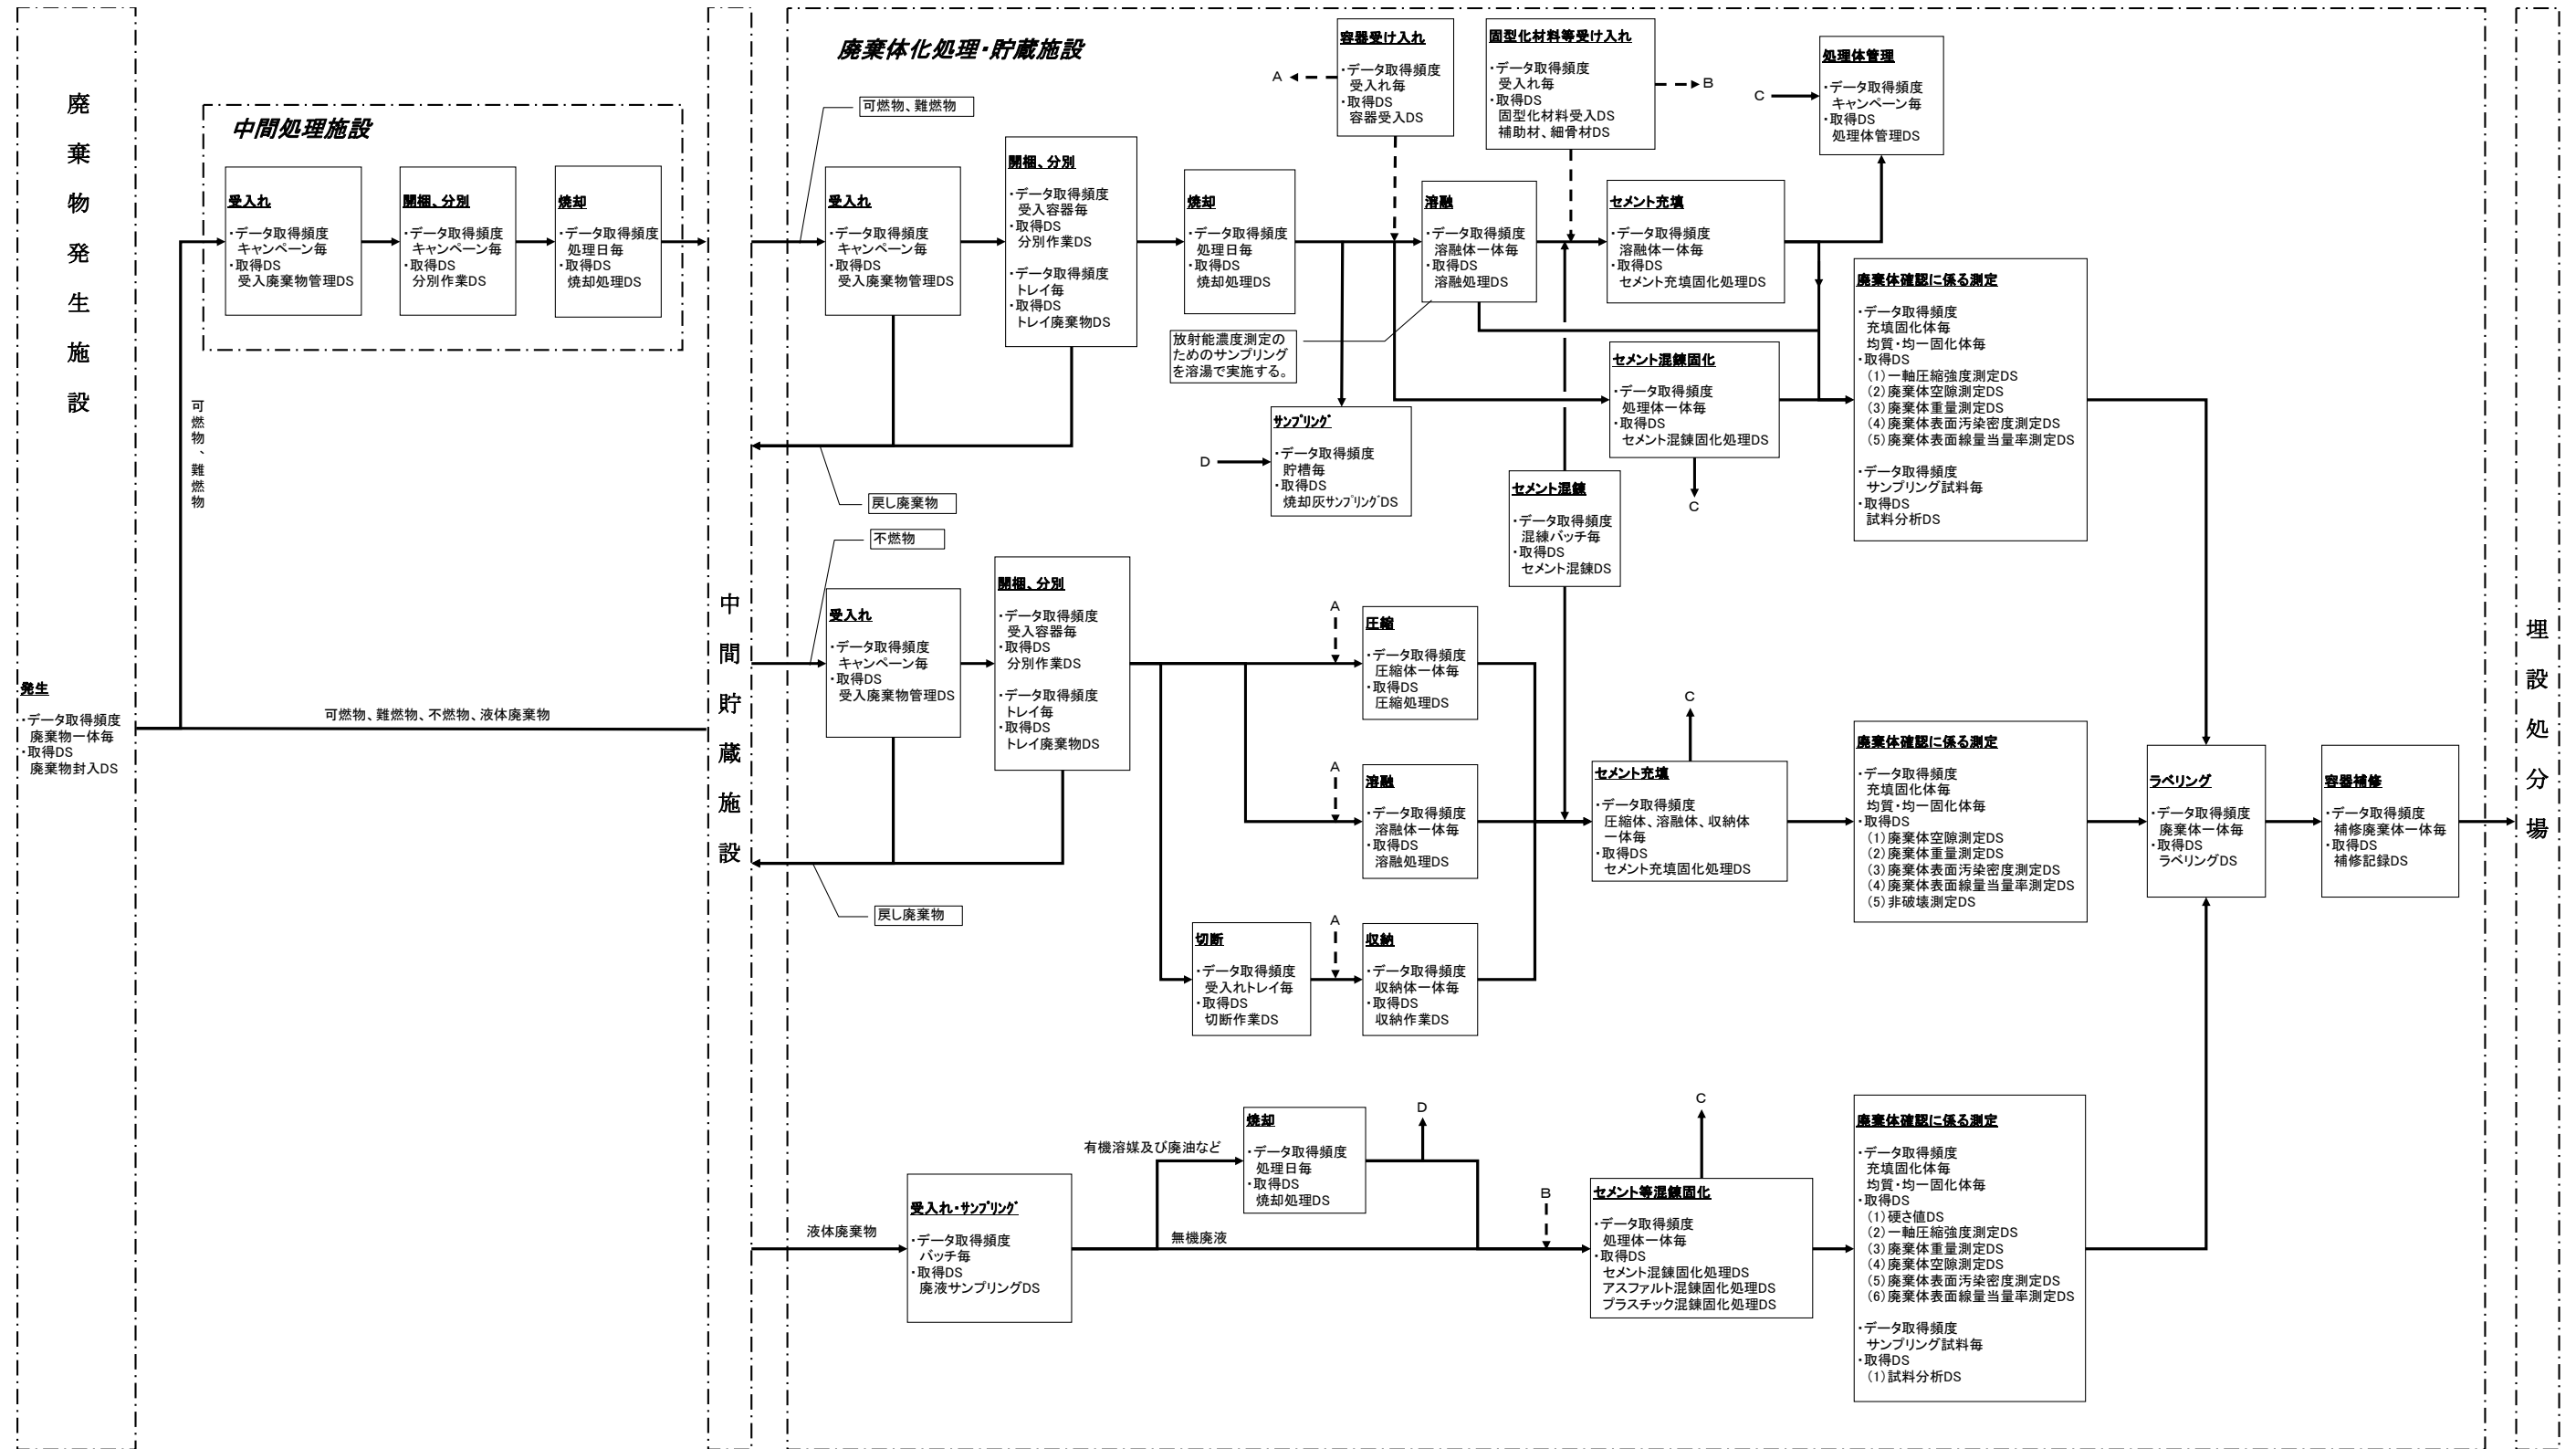 廃棄物発生施設
発生
・データ取得頻度
廃棄物一体毎
・取得DS
廃棄物封入DS
可燃物、難燃物
可燃物、難燃物、不燃物、液体廃棄物
中間処理施設
受入れ
・データ取得頻度
キャンペーン毎
・取得DS
受入廃棄物管理DS
開梱、分別
・データ取得頻度
キャンペーン毎
・取得DS
分別作業DS
焼却
・データ取得頻度
処理日毎
・取得DS
焼却処理DS
中間貯蔵施設
廃棄体化処理・貯蔵施設
可燃物、難燃物
受入れ
・データ取得頻度
キャンペーン毎
・取得DS
受入廃棄物管理DS
開梱、分別
・データ取得頻度
受入容器毎
・取得DS
分別作業DS
・データ取得頻度
トレイ毎
・取得DS
トレイ廃棄物DS
戻し廃棄物
焼却
・データ取得頻度
処理日毎
・取得DS
焼却処理DS
A
容器受け入れ
・データ取得頻度
受入れ毎
・取得DS
容器受入DS
固型化材料等受け入れ
・データ取得頻度
受入れ毎
・取得DS
固型化材料受入DS
補助材、細骨材DS
B
C
処理体管理
・データ取得頻度
キャンペーン毎
・取得DS
処理体管理DS
溶融
・データ取得頻度
溶融体一体毎
・取得DS
溶融処理DS
放射能濃度測定の
ためのサンプリング
を溶湯で実施する。
セメント充填
・データ取得頻度
溶融体一体毎
・取得DS
セメント充填固化処理DS
D
サンプリング
・データ取得頻度
貯槽毎
・取得DS
焼却灰サンプリングDS
セメント混錬固化
・データ取得頻度
処理体一体毎
・取得DS
セメント混錬固化処理DS
C
セメント混錬
・データ取得頻度
混練バッチ毎
・取得DS
セメント混錬DS
廃棄体確認に係る測定
・データ取得頻度
充填固化体毎
均質・均一固化体毎
・取得DS
(1)一軸圧縮強度測定DS
(2)廃棄体空隙測定DS
(3)廃棄体重量測定DS
(4)廃棄体表面汚染密度測定DS
(5)廃棄体表面線量当量率測定DS
・データ取得頻度
サンプリング試料毎
・取得DS
試料分析DS
不燃物
受入れ
・データ取得頻度
キャンペーン毎
・取得DS
受入廃棄物管理DS
開梱、分別
・データ取得頻度
受入容器毎
・取得DS
分別作業DS
・データ取得頻度
トレイ毎
・取得DS
トレイ廃棄物DS
戻し廃棄物
A
圧縮
・データ取得頻度
圧縮体一体毎
・取得DS
圧縮処理DS
A
溶融
・データ取得頻度
溶融体一体毎
・取得DS
溶融処理DS
切断
・データ取得頻度
受入れトレイ毎
・取得DS
切断作業DS
A
収納
・データ取得頻度
収納体一体毎
・取得DS
収納作業DS
C
セメント充填
・データ取得頻度
圧縮体、溶融体、収納体
一体毎
・取得DS
セメント充填固化処理DS
廃棄体確認に係る測定
・データ取得頻度
充填固化体毎
均質・均一固化体毎
・取得DS
(1)廃棄体空隙測定DS
(2)廃棄体重量測定DS
(3)廃棄体表面汚染密度測定DS
(4)廃棄体表面線量当量率測定DS
(5)非破壊測定DS
ラベリング
・データ取得頻度
廃棄体一体毎
・取得DS
ラベリングDS
容器補修
・データ取得頻度
補修廃棄体一体毎
・取得DS
補修記録DS
液体廃棄物
受入れ・サンプリング
・データ取得頻度
バッチ毎
・取得DS
廃液サンプリングDS
有機溶媒及び廃油など
無機廃液
焼却
・データ取得頻度
処理日毎
・取得DS
焼却処理DS
D
B
C
セメント等混錬固化
・データ取得頻度
処理体一体毎
・取得DS
セメント混錬固化処理DS
アスファルト混錬固化処理DS
プラスチック混錬固化処理DS
廃棄体確認に係る測定
・データ取得頻度
充填固化体毎
均質・均一固化体毎
・取得DS
(1)硬さ値DS
(2)一軸圧縮強度測定DS
(3)廃棄体重量測定DS
(4)廃棄体空隙測定DS
(5)廃棄体表面汚染密度測定DS
(6)廃棄体表面線量当量率測定DS
・データ取得頻度
サンプリング試料毎
・取得DS
(1)試料分析DS
埋設処分場